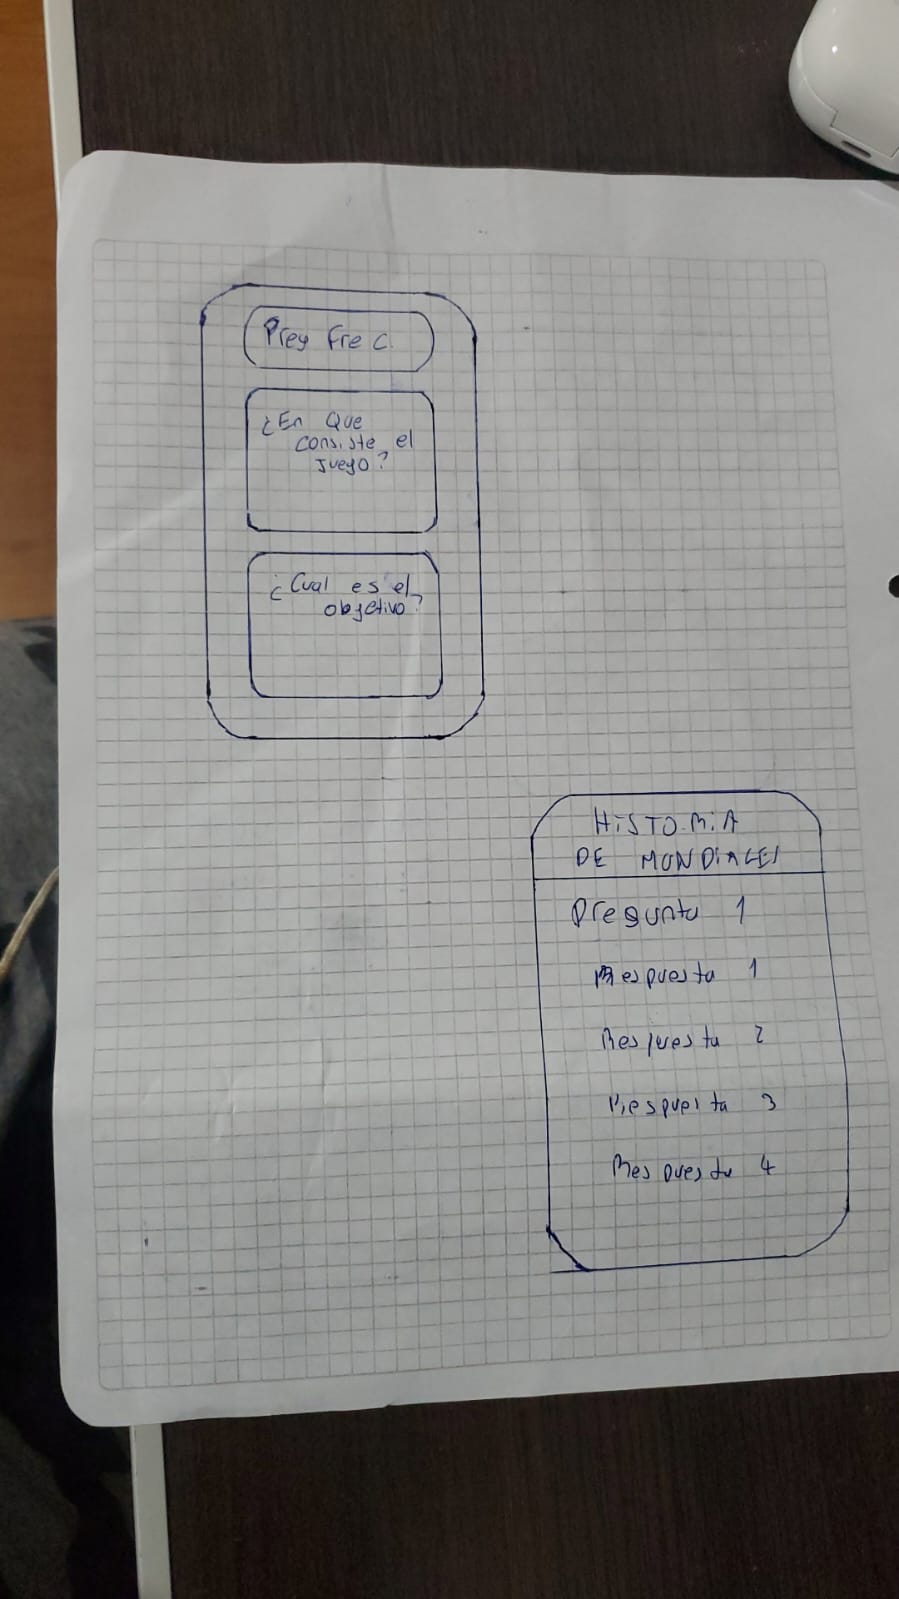 Preg Frec.
¿En Que
consiste el
juego?
¿Cual es el
objetivo?
HiSTORiA
DE MUNDiALES
Pregunta 1
Respuesta 1
Respuesta 2
Respuesta 3
Respuesta 4